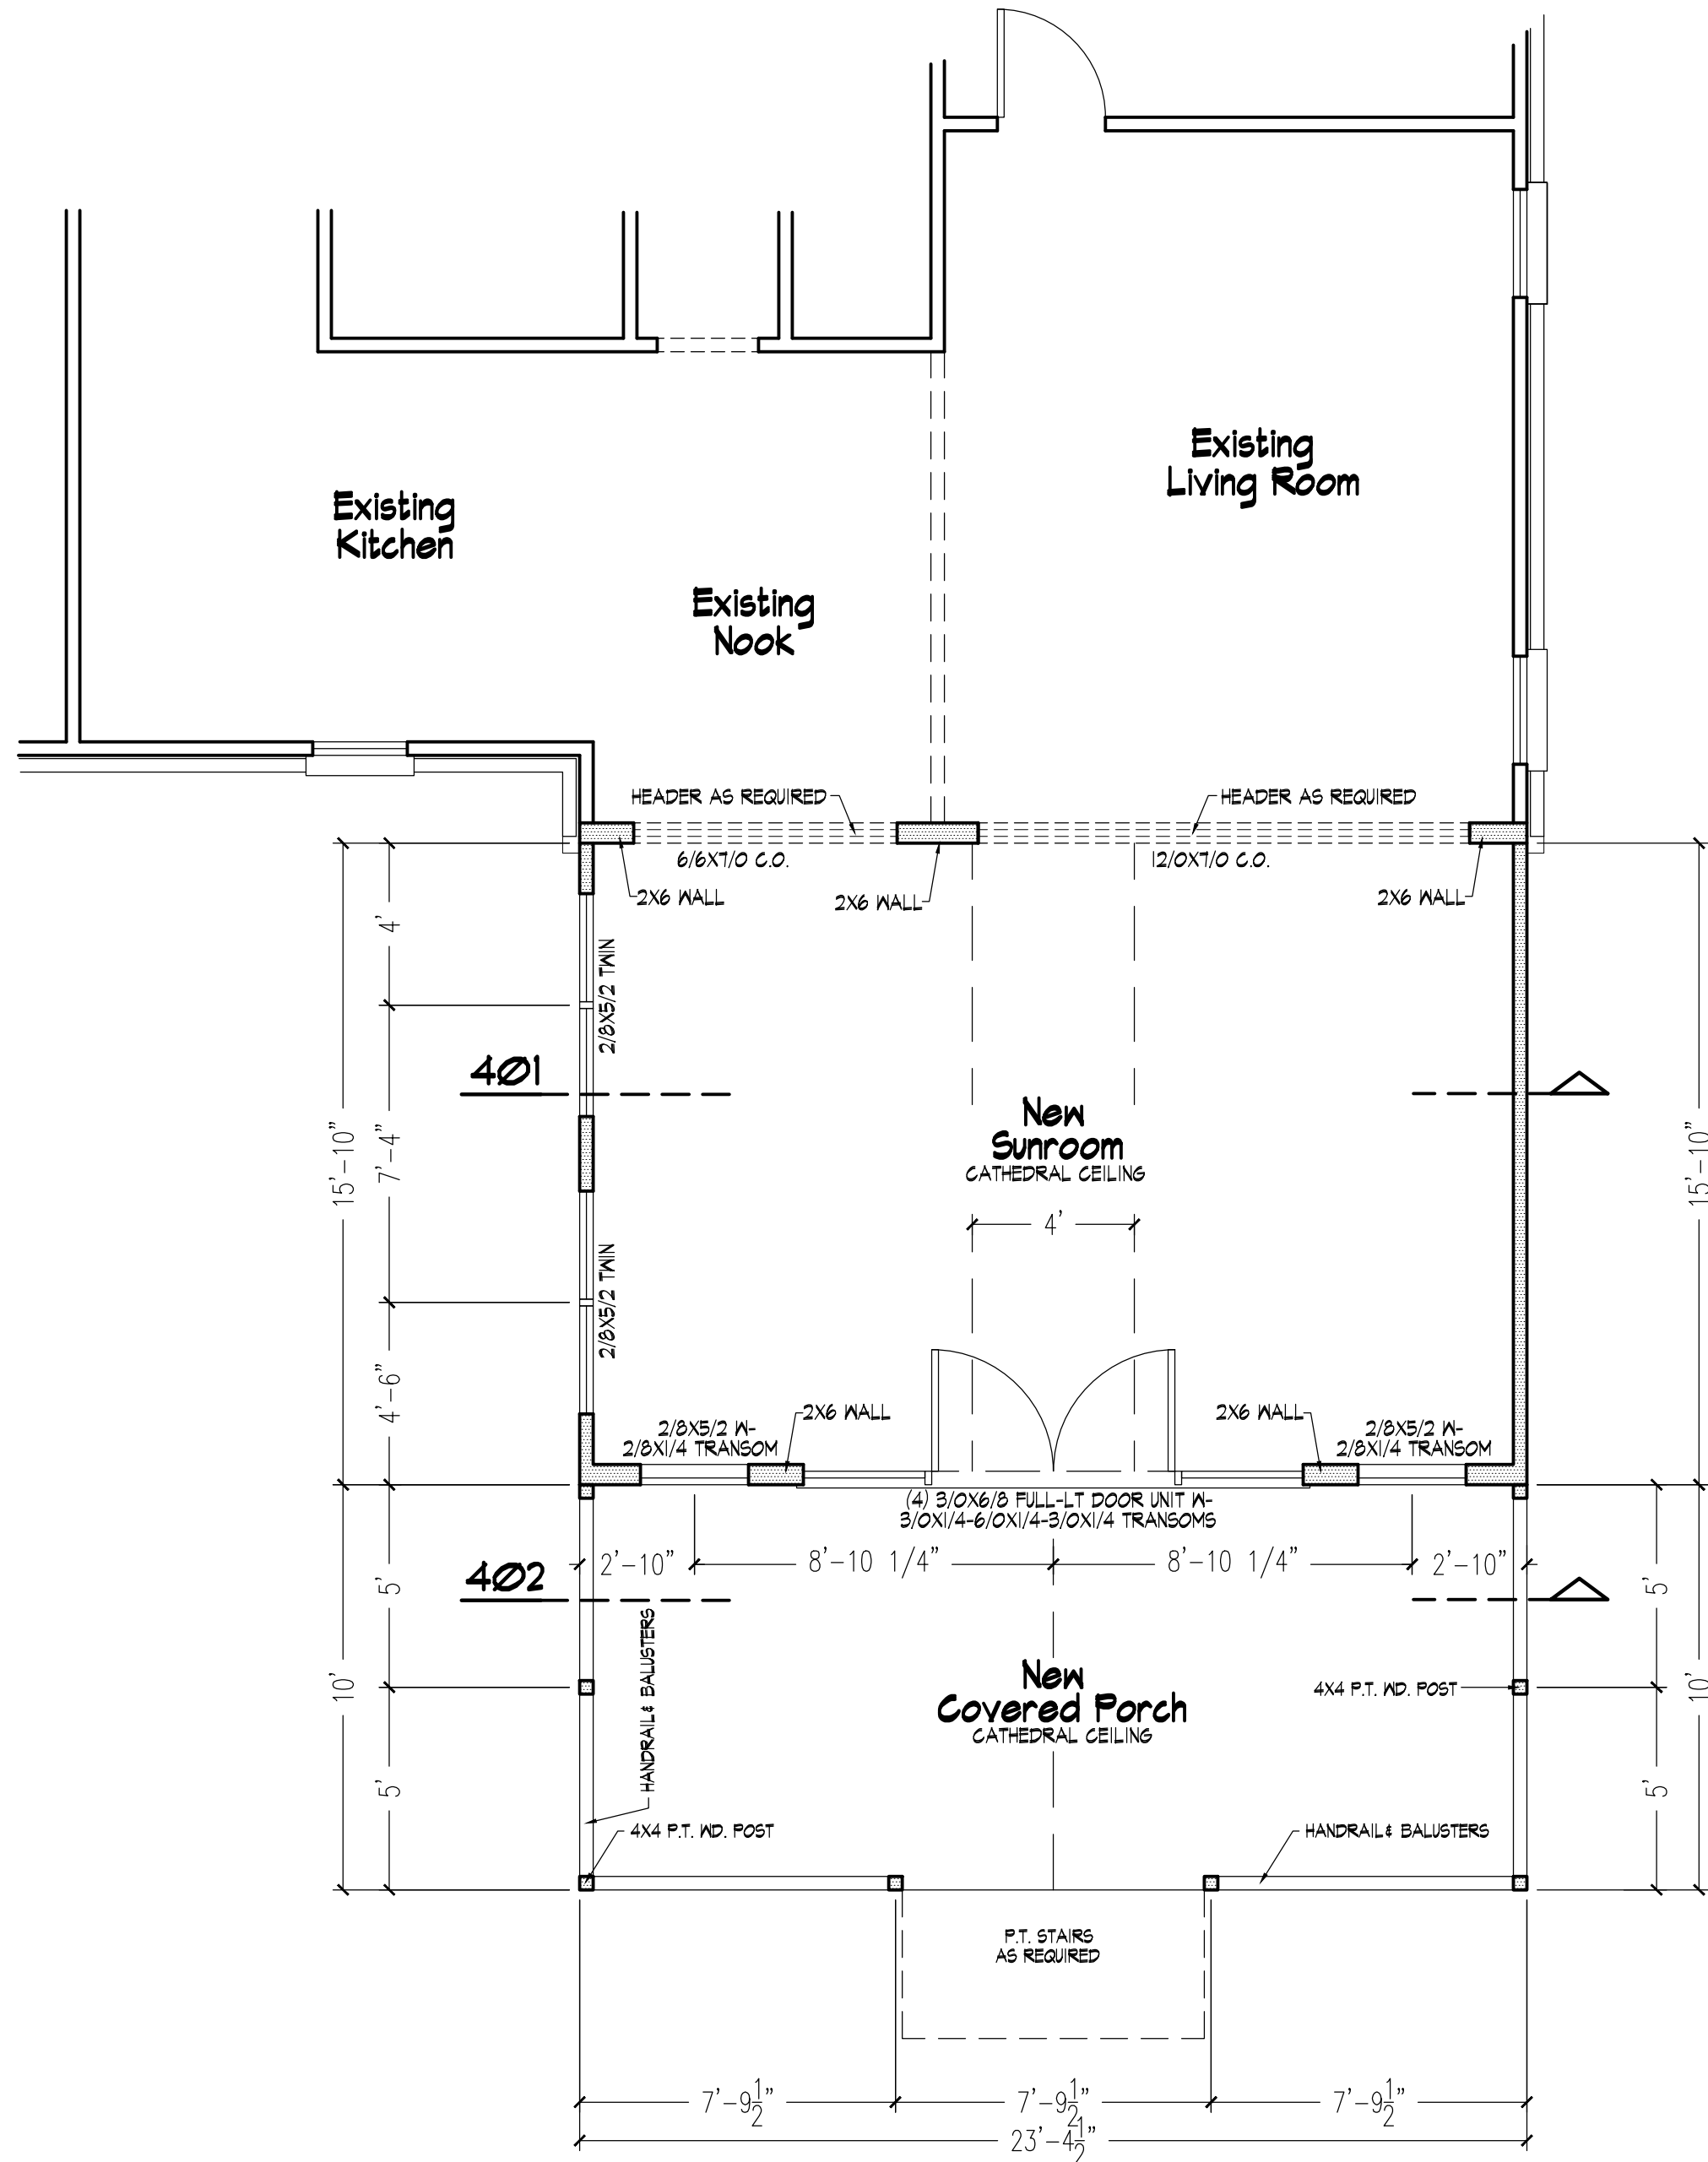 Existing
Living Room
Existing
Kitchen
Existing
Nook
HEADER AS REQUIRED
HEADER AS REQUIRED
6/6X7/0 C.O.
12/0X7/0 C.O.
2X6 WALL
2X6 WALL
2X6 WALL
4'
2/8X5/2 TWIN
401
15'-10"
7'-4"
15'-10"
New
Sunroom
CATHEDRAL CEILING
4'
2/8X5/2 TWIN
4'-6"
2X6 WALL
2X6 WALL
2/8X5/2 W-
2/8X1/4 TRANSOM
2/8X5/2 W-
2/8X1/4 TRANSOM
(4) 3/0X6/8 FULL-LT DOOR UNIT W-
3/0X1/4-6/0X1/4-3/0X1/4 TRANSOMS
2'-10"
8'-10 1/4"
8'-10 1/4"
2'-10"
402
5'
5'
HANDRAIL& BALUSTERS
New
Covered Porch
CATHEDRAL CEILING
4X4 P.T. WD. POST
10'
10'
5'
5'
4X4 P.T. WD. POST
HANDRAIL& BALUSTERS
P.T. STAIRS
AS REQUIRED
7'-9 1/2"
7'-9 1/2"
7'-9 1/2"
23'-4 1/2"